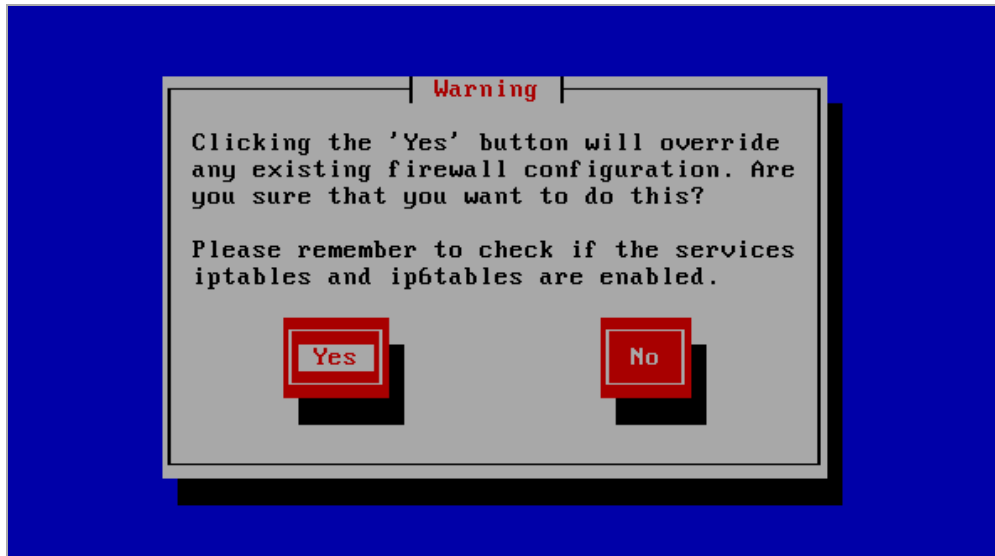 Warning
Clicking the 'Yes' button will override
any existing firewall configuration. Are
you sure that you want to do this?
Please remember to check if the services
iptables and ip6tables are enabled.
Yes No